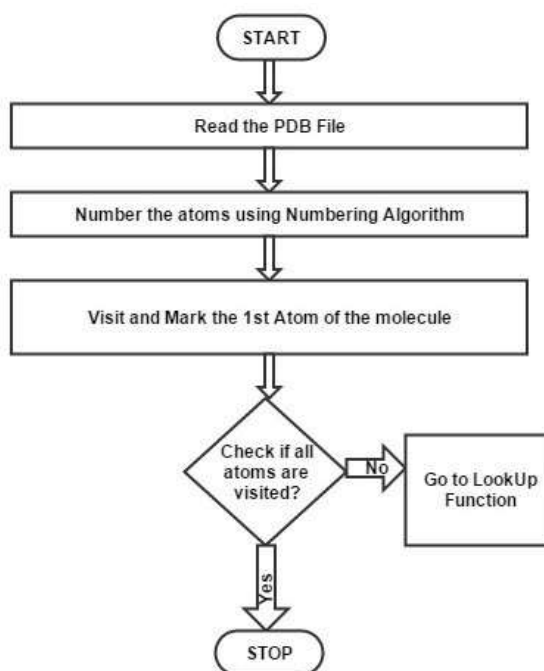 START
Read the PDB File
Number the atoms using Numbering Algorithm
Visit and Mark the 1st Atom of the molecule
Check if all
atoms are
visited?
No
Go to LookUp
Function
Yes
STOP